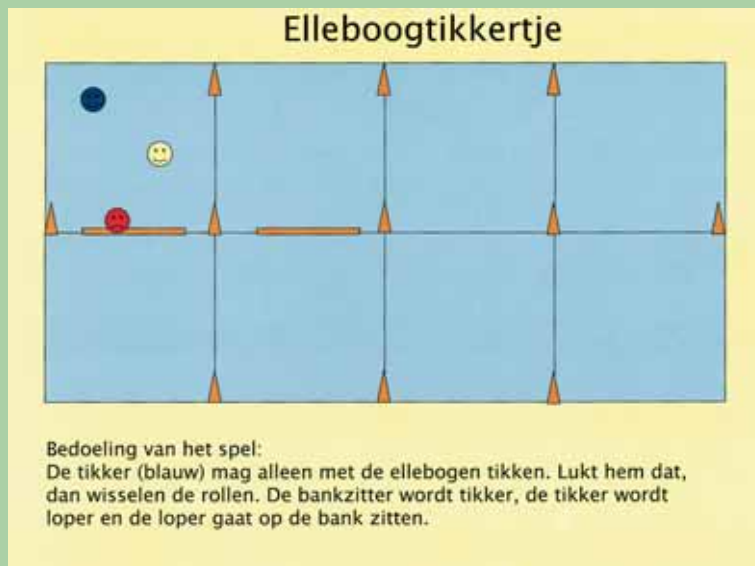 Elleboogtikkertje
Bedoeling van het spel:
De tikker (blauw) mag alleen met de ellebogen tikken. Lukt hem dat,
dan wisselen de rollen. De bankzitter wordt tikker, de tikker wordt
loper en de loper gaat op de bank zitten.